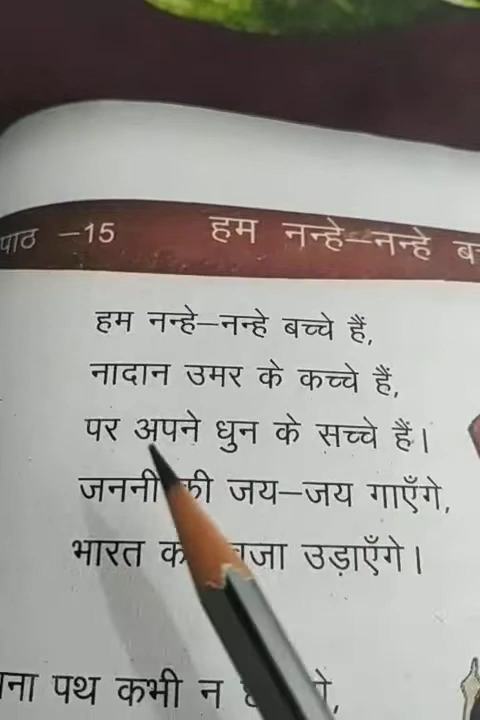 पाठ –15 हम नन्हे–नन्हे
हम नन्हे–नन्हे बच्चे हैं,
नादान उमर के कच्चे हैं,
पर अपने धुन के सच्चे हैं।
जननी की जय–जय गाएँगे,
भारत उड़ाएँगे।
पथ कभी न